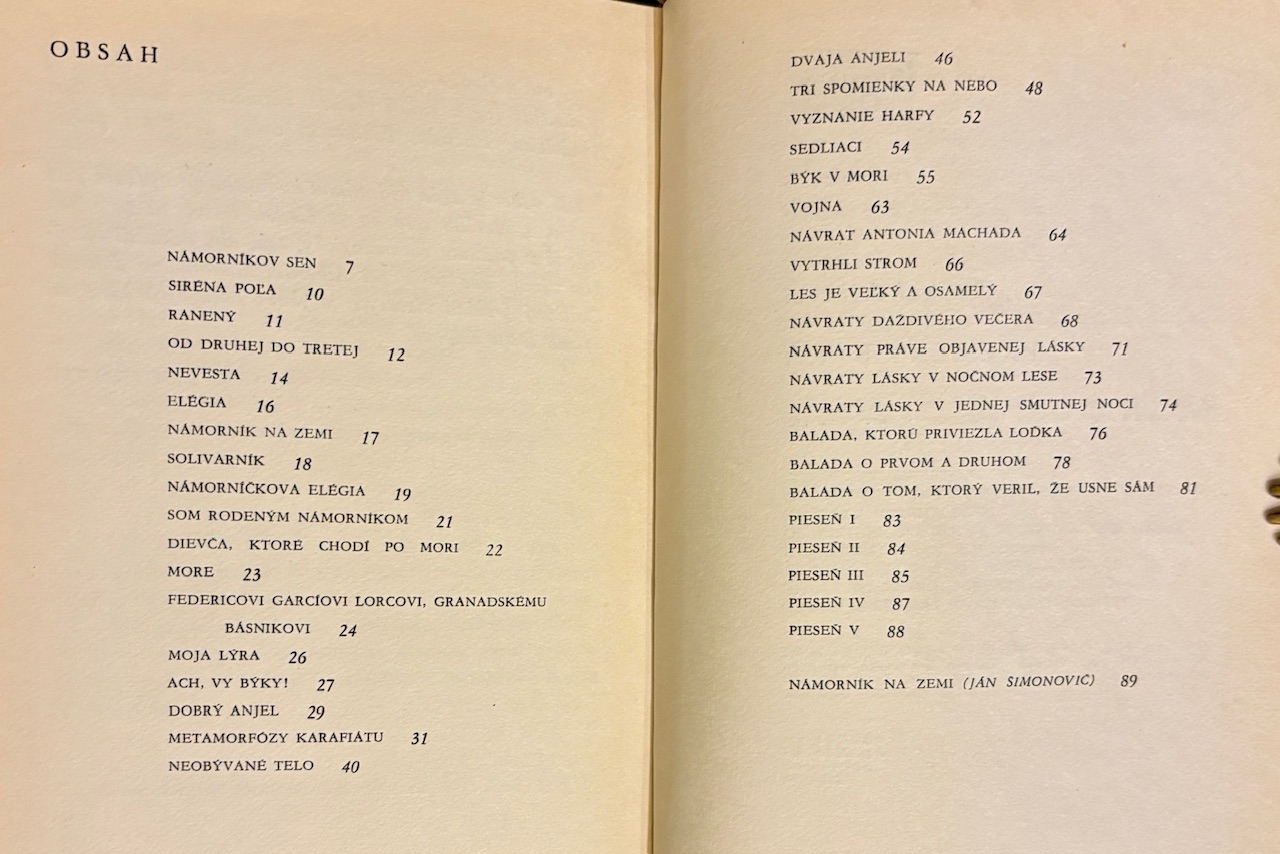 OBSAH
NÁMORNÍKOV SEN 7
SIRÉNA POĽA 10
RANENÝ 11
OD DRUHEJ DO TRETEJ 12
NEVESTA 14
ELÉGIA 16
NÁMORNÍK NA ZEMI 17
SOLIVARNÍK 18
NÁMORNÍČKOVA ELÉGIA 19
SOM RODENÝM NÁMORNÍKOM 21
DIEVČA, KTORÉ CHODÍ PO MORI 22
MORE 23
FEDERICOVI GARCÍOVI LORCOVI, GRANADSKÉMU
BÁSNIKOVI 24
MOJA LÝRA 26
ACH, VY BÝKY! 27
DOBRÝ ANJEL 29
METAMORFÓZY KARAFIÁTU 31
NEOBÝVANÉ TELO 40
DVAJA ANJELI 46
TRI SPOMIENKY NA NEBO 48
VYZNANIE HARFY 52
SEDLIACI 54
BÝK V MORI 55
VOJNA 63
NÁVRAT ANTONIA MACHADA 64
VYTRHLI STROM 66
LES JE VEĽKÝ A OSAMELÝ 67
NÁVRATY DAŽDIVÉHO VEČERA 68
NÁVRATY PRÁVE OBJAVENEJ LÁSKY 71
NÁVRATY LÁSKY V NOČNOM LESE 73
NÁVRATY LÁSKY V JEDNEJ SMUTNEJ NOCI 74
BALADA, KTORÚ PRIVIEZLA LOĎKA 76
BALADA O PRVOM A DRUHOM 78
BALADA O TOM, KTORÝ VERIL, ŽE USNE SÁM 81
PIESEŇ I 83
PIESEŇ II 84
PIESEŇ III 85
PIESEŇ IV 87
PIESEŇ V 88
NÁMORNÍK NA ZEMI (JÁN SIMONOVIČ) 89